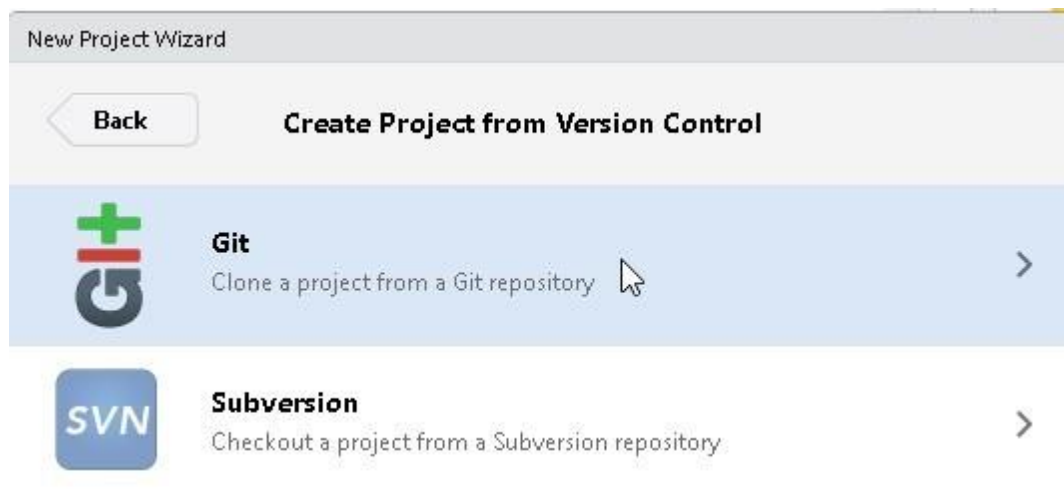 New Project Wizard
Back
Create Project from Version Control
git
Git
Clone a project from a Git repository
SVN
Subversion
Checkout a project from a Subversion repository